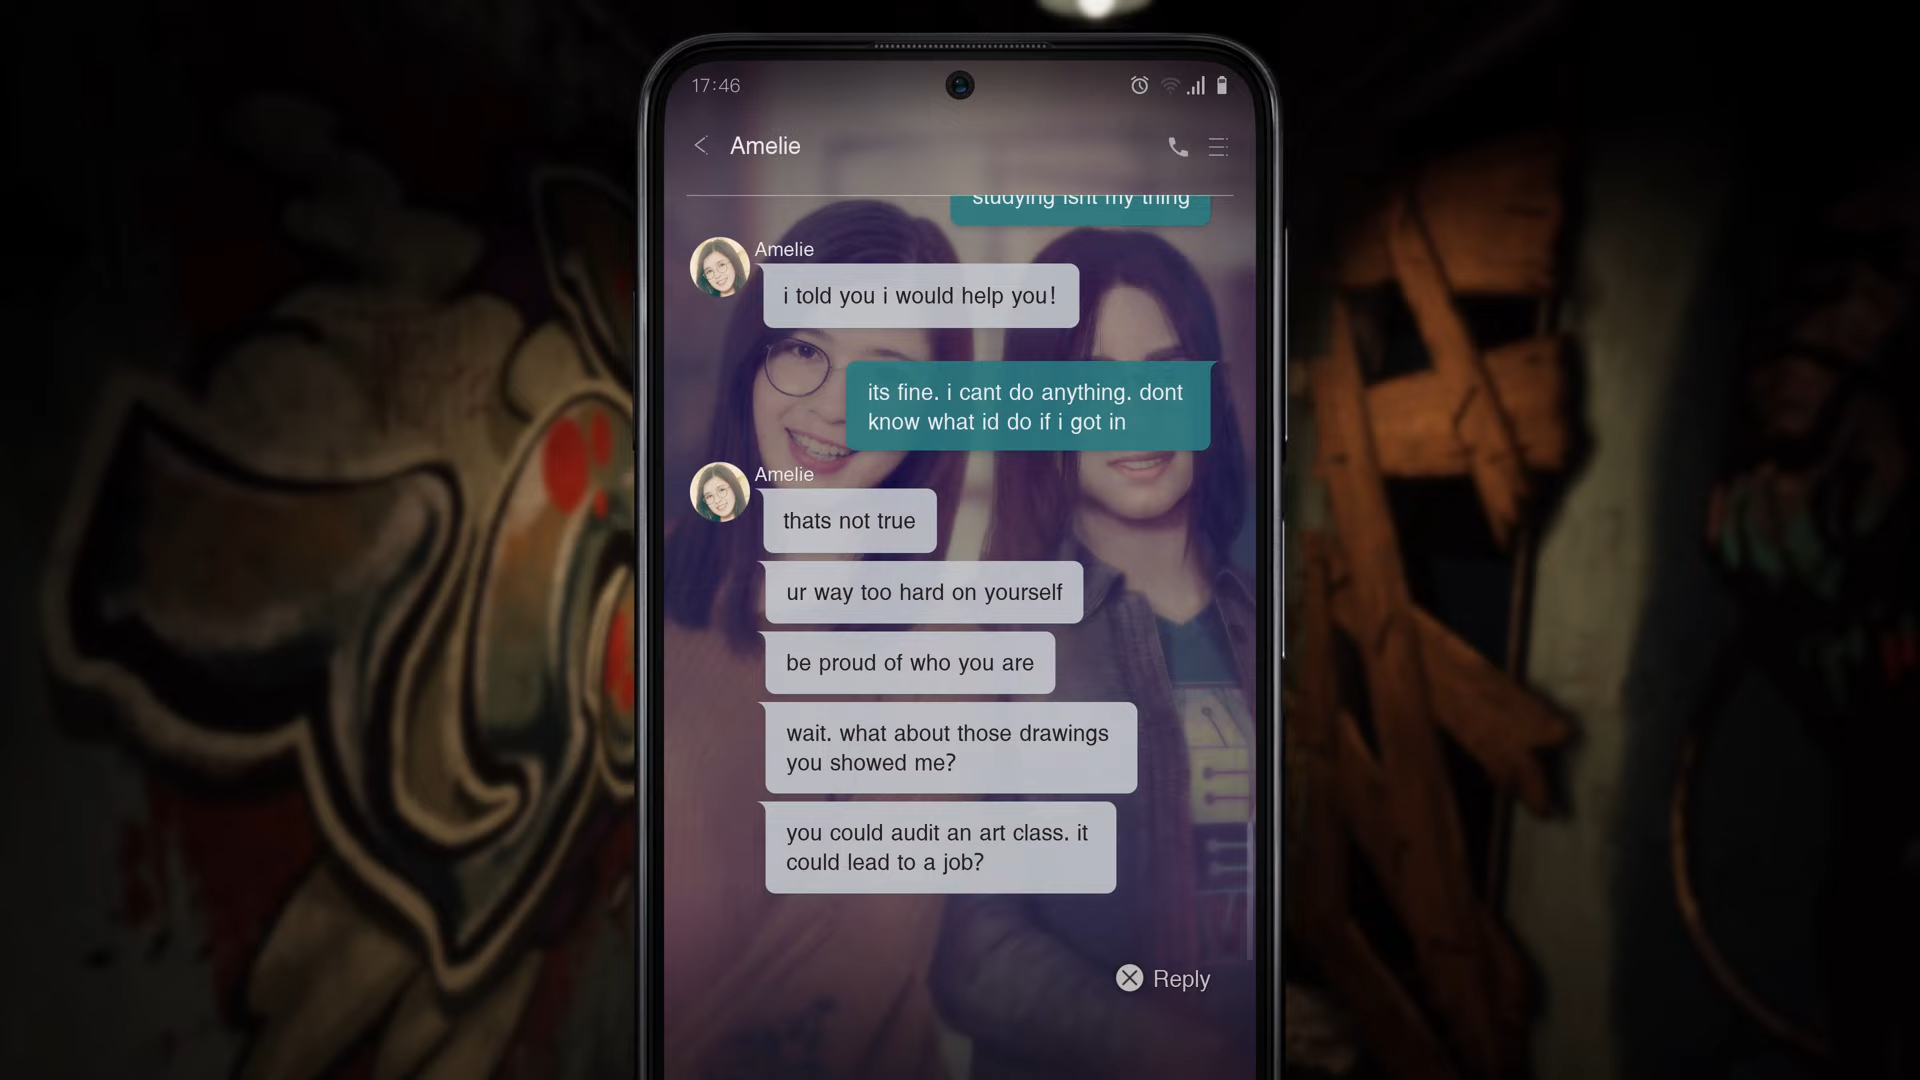 17:46
Amelie
studying isnt my thing
Amelie
i told you i would help you!
its fine. i cant do anything. dont
know what id do if i got in
Amelie
thats not true
ur way too hard on yourself
be proud of who you are
wait. what about those drawings
you showed me?
you could audit an art class. it
could lead to a job?
Reply